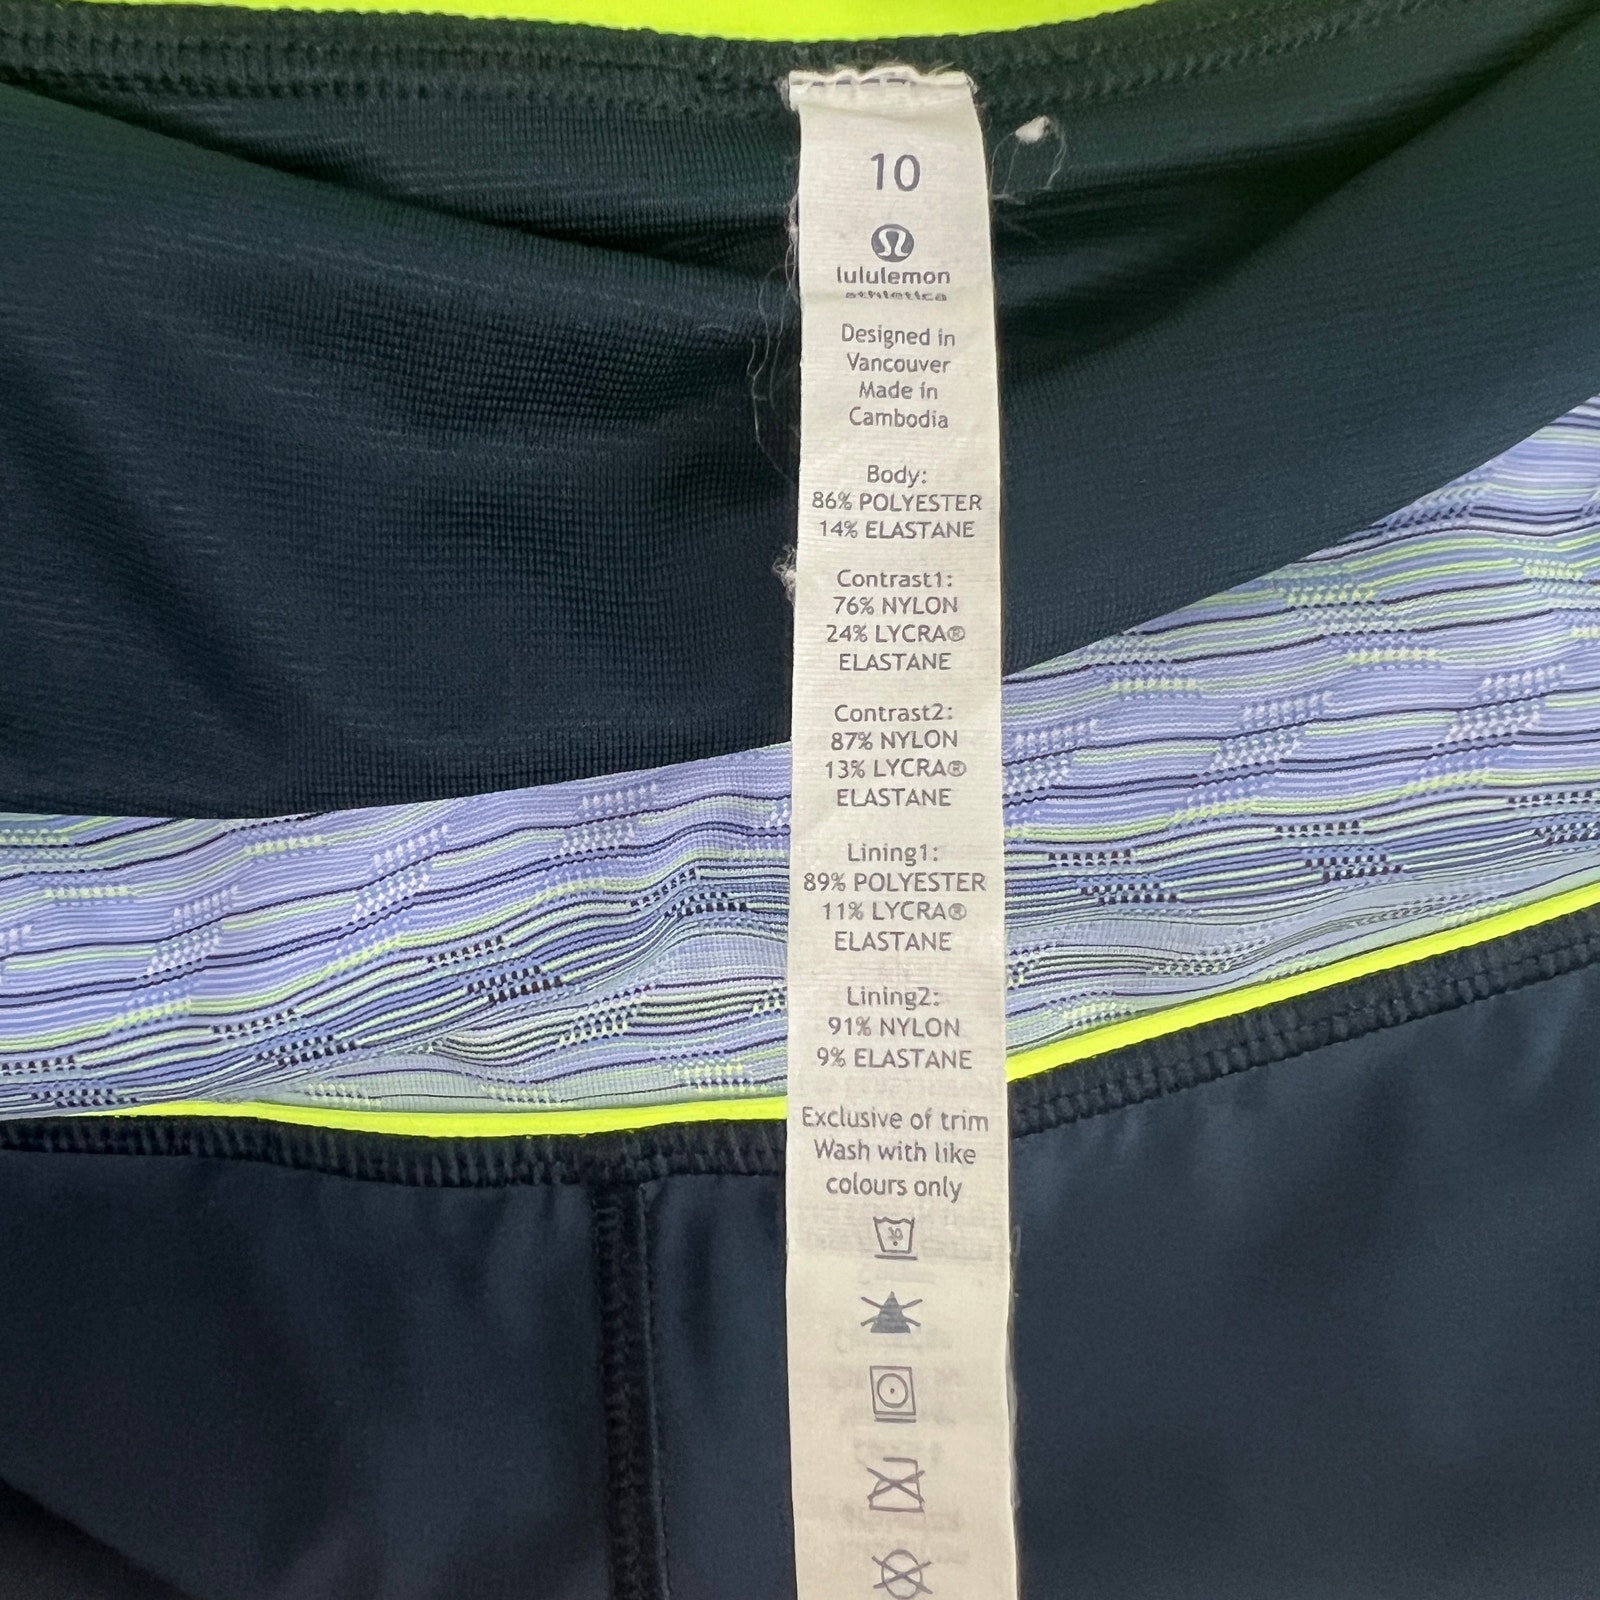 10
lululemon
athletica
Designed in
Vancouver
Made in
Cambodia
Body:
86% POLYESTER
14% ELASTANE
Contrast1:
76% NYLON
24% LYCRA®
ELASTANE
Contrast2:
87% NYLON
13% LYCRA®
ELASTANE
Lining1:
89% POLYESTER
11% LYCRA®
ELASTANE
Lining2:
91% NYLON
9% ELASTANE
Exclusive of trim
Wash with like
colours only
30